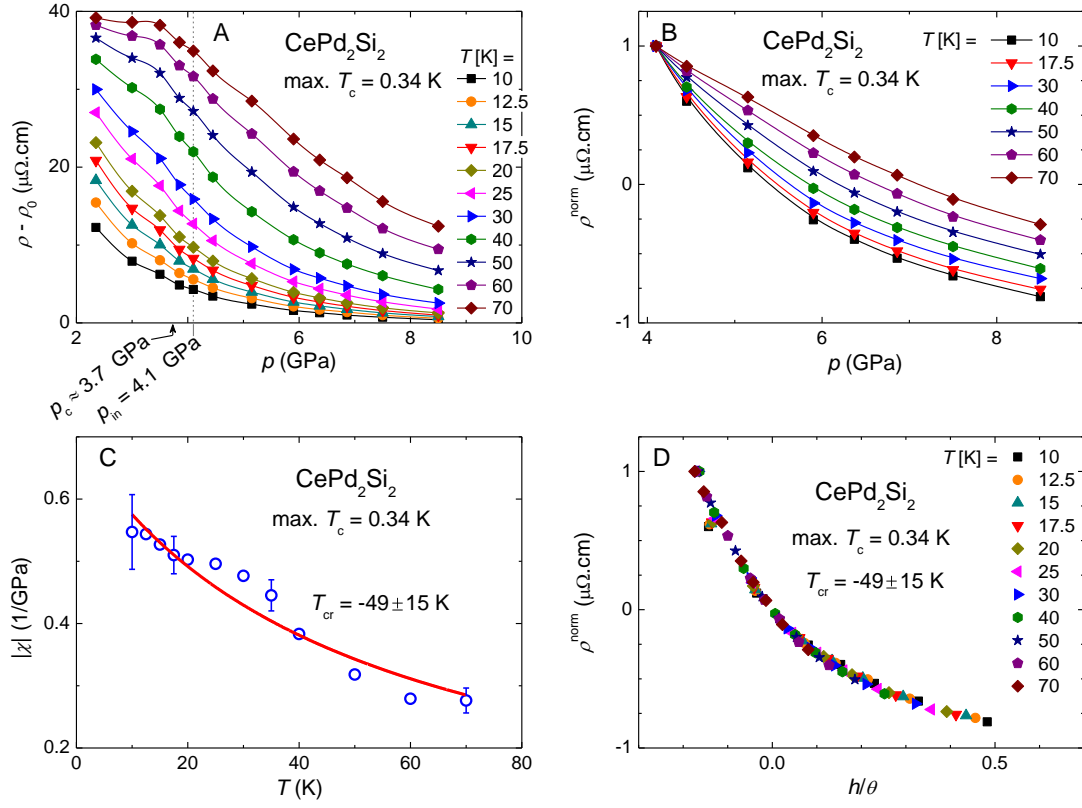 A
CePd2Si2
max. Tc = 0.34 K
T [K] =
10
12.5
15
17.5
20
25
30
40
50
60
70
40
20
0
ρ - ρ0 (μΩ.cm)
2 4 6 8 10
p (GPa)
pc ≈ 3.7 GPa
pin = 4.1 GPa
B
CePd2Si2
max. Tc = 0.34 K
T [K] =
10
17.5
30
40
50
60
70
1
0
-1
ρnorm (μΩ.cm)
4 6 8
p (GPa)
C
CePd2Si2
max. Tc = 0.34 K
Tcr = -49±15 K
0.6
0.4
0.2
|χ| (1/GPa)
0 20 40 60 80
T (K)
D
CePd2Si2
max. Tc = 0.34 K
Tcr = -49±15 K
T [K] =
10
12.5
15
17.5
20
25
30
40
50
60
70
1
0
-1
ρnorm (μΩ.cm)
0.0 0.5
h/θ